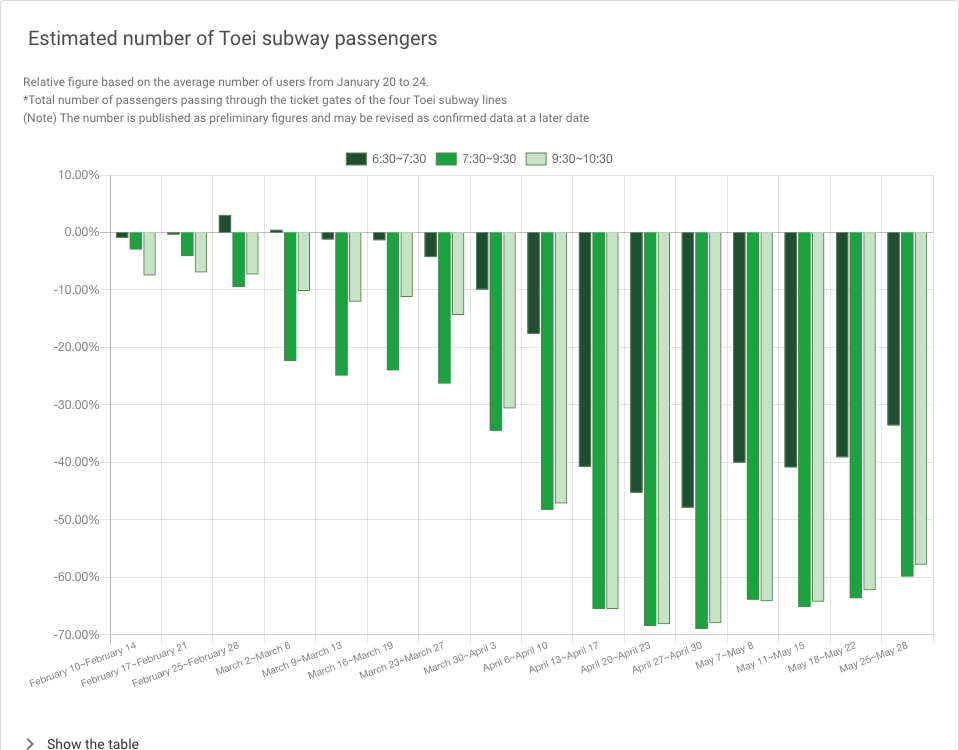 Estimated number of Toei subway passengers
Relative figure based on the average number of users from January 20 to 24.
*Total number of passengers passing through the ticket gates of the four Toei subway lines
(Note) The number is published as preliminary figures and may be revised as confirmed data at a later date
6:30~7:30 7:30~9:30 9:30~10:30
10.00%
0.00%
-10.00%
-20.00%
-30.00%
-40.00%
-50.00%
-60.00%
-70.00%
February 10~February 14
February 17~February 21
February 25~February 28
March 2~March 6
March 9~March 13
March 16~March 19
March 23~March 27
March 30~April 3
April 6~April 10
April 13~April 17
April 20~April 23
April 27~April 30
May 7~May 8
May 11~May 15
May 18~May 22
May 25~May 28
Show the table